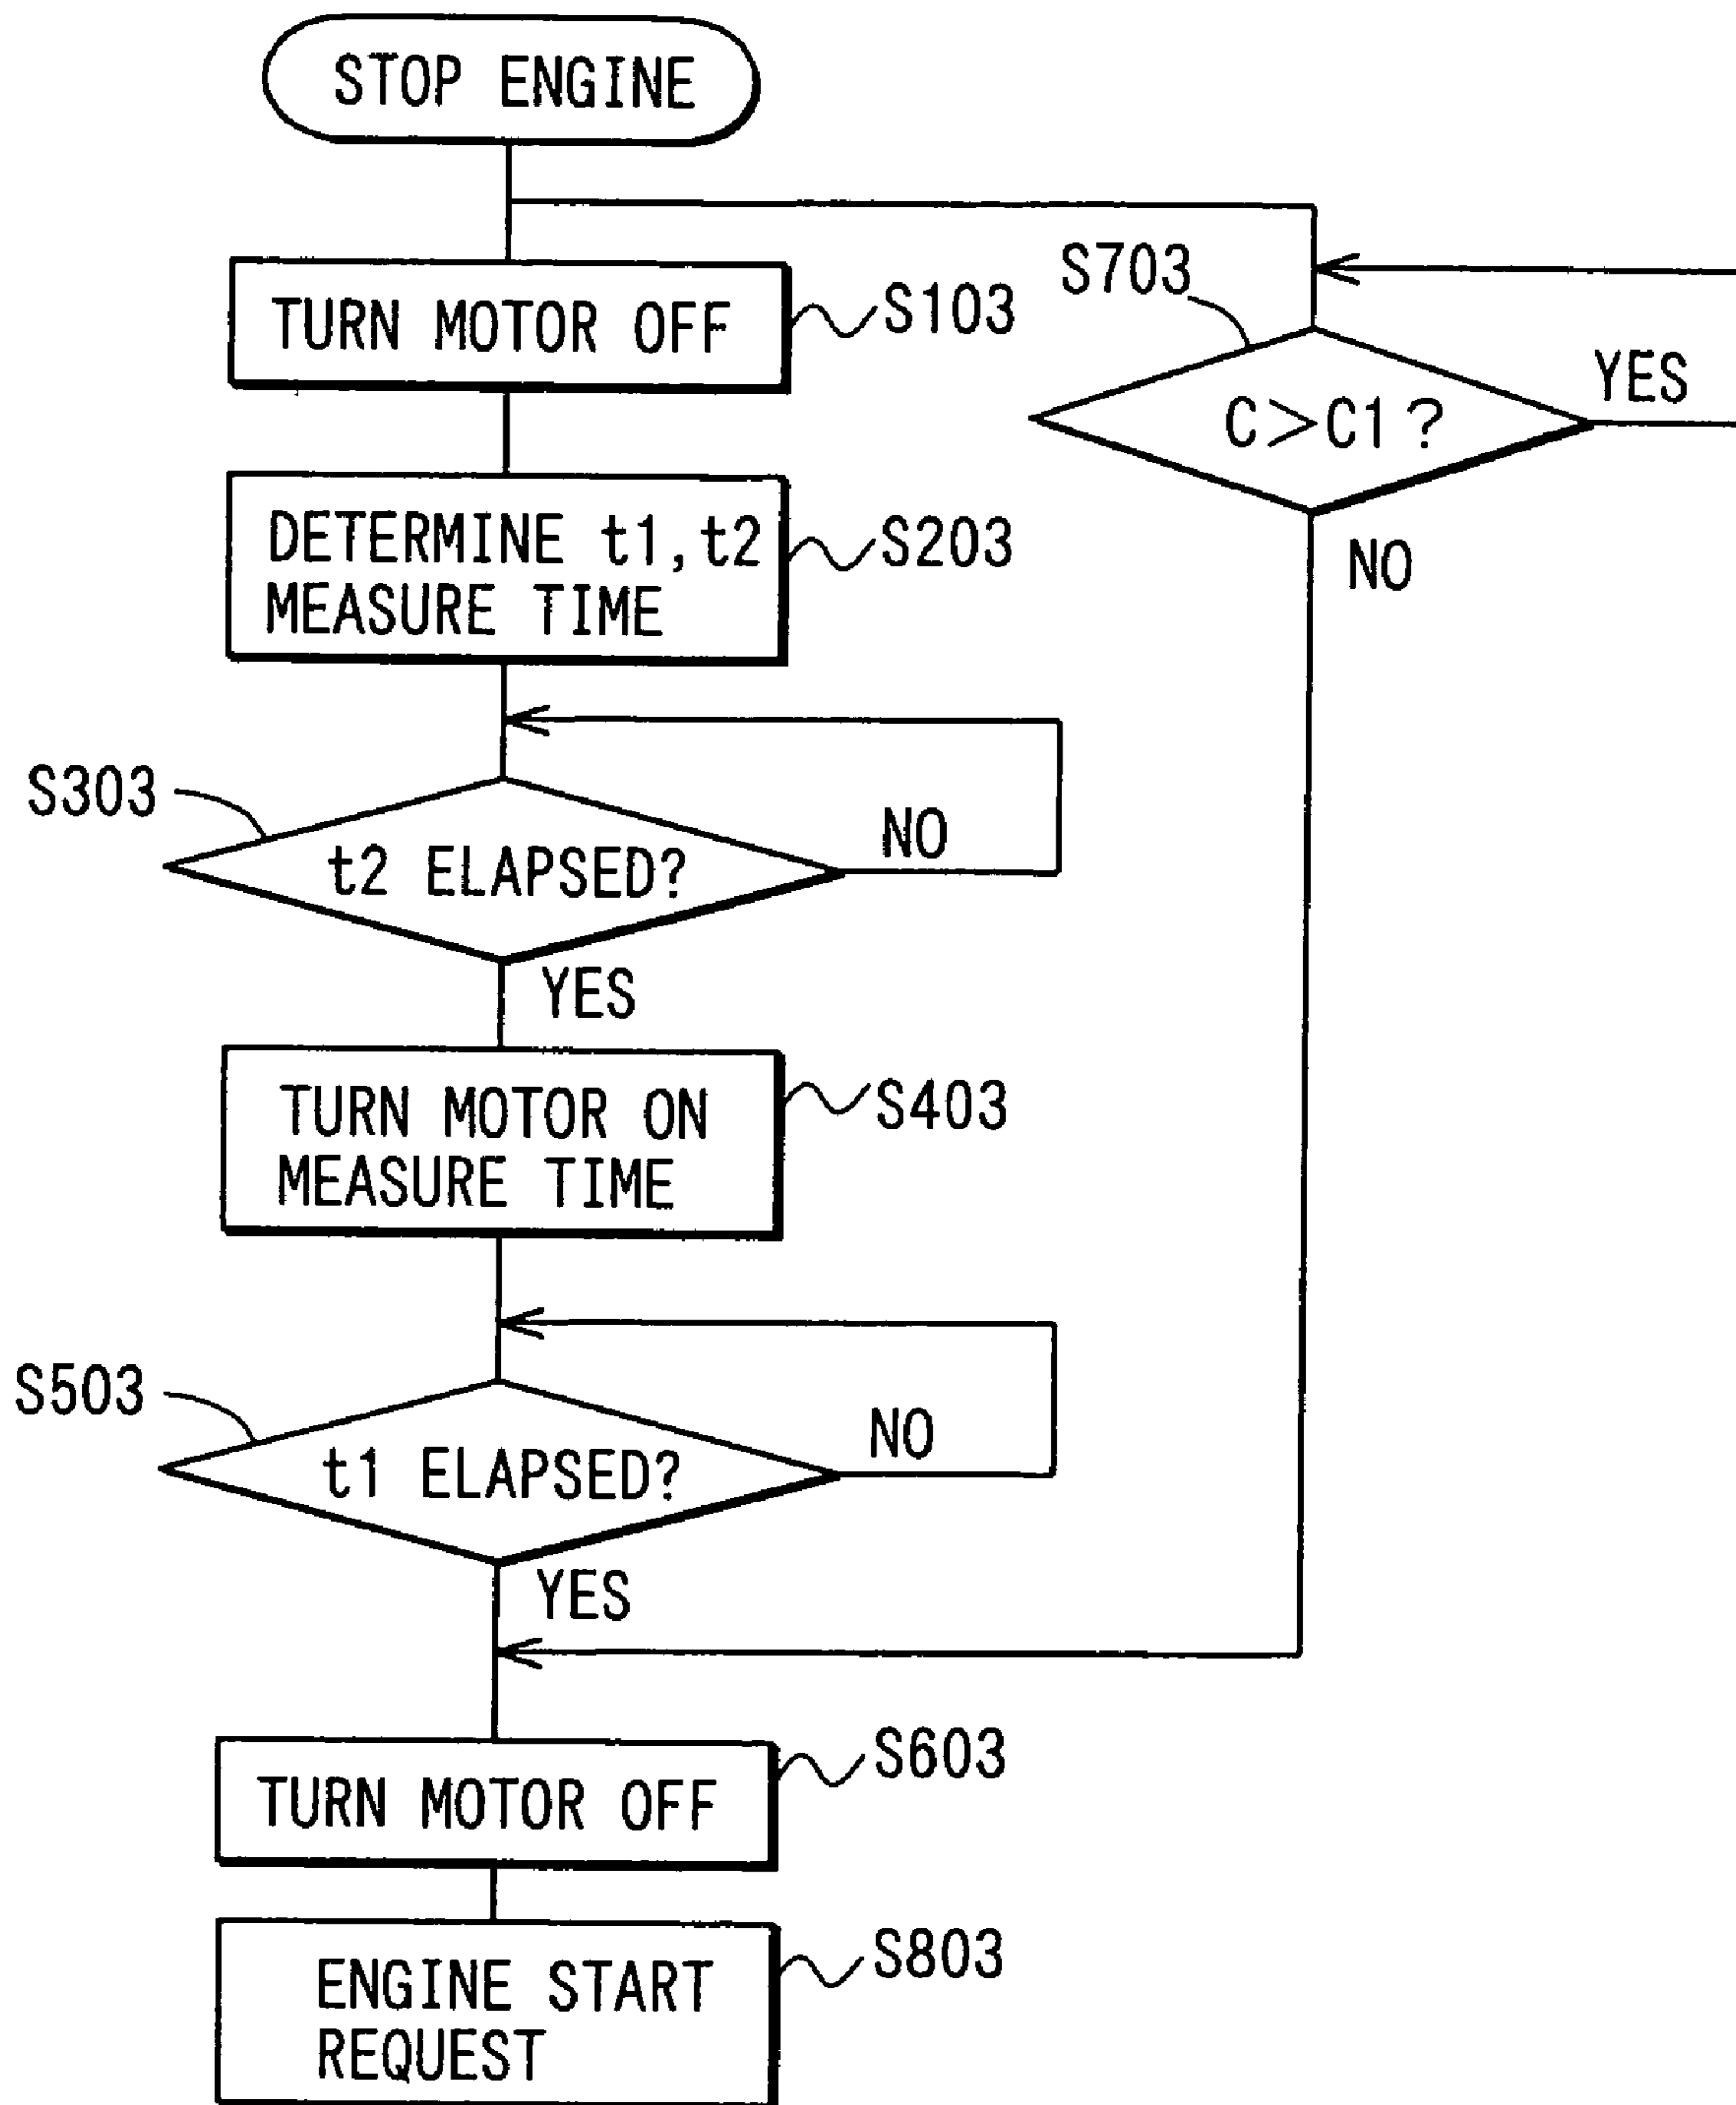 STOP ENGINE
TURN MOTOR OFF
S103
S703
C>C1?
YES
NO
DETERMINE t1,t2
MEASURE TIME
S203
S303
t2 ELAPSED?
NO
YES
TURN MOTOR ON
MEASURE TIME
S403
S503
t1 ELAPSED?
NO
YES
TURN MOTOR OFF
S603
ENGINE START
REQUEST
S803